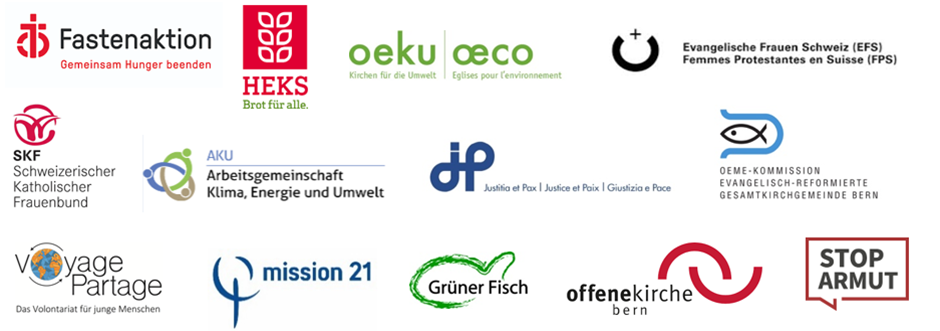 Fastenaktion
Gemeinsam Hunger beenden
HEKS
Brot für alle.
oeku | œco
Kirchen für die Umwelt | Eglises pour l'environnement
Evangelische Frauen Schweiz (EFS)
Femmes Protestantes en Suisse (FPS)
SKF
Schweizerischer
Katholischer
Frauenbund
AKU
Arbeitsgemeinschaft
Klima, Energie und Umwelt
jp
Justitia et Pax | Justice et Paix | Giustizia e Pace
OEME-KOMMISSION
EVANGELISCH-REFORMIERTE
GESAMTKIRCHGEMEINDE BERN
Voyage
Partage
Das Volontariat für junge Menschen
mission 21
Grüner Fisch
offenekirche
bern
STOP
ARMUT